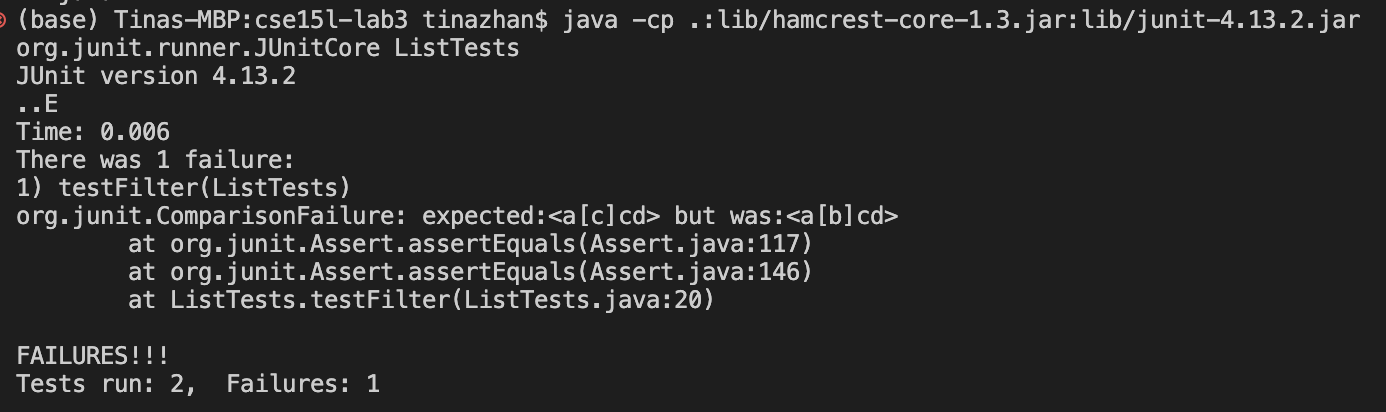 (base) Tinas-MBP:cse15l-lab3 tinazhan$ java -cp .:lib/hamcrest-core-1.3.jar:lib/junit-4.13.2.jar
org.junit.runner.JUnitCore ListTests
JUnit version 4.13.2
..E
Time: 0.006
There was 1 failure:
1) testFilter(ListTests)
org.junit.ComparisonFailure: expected:<a[c]cd> but was:<a[b]cd>
        at org.junit.Assert.assertEquals(Assert.java:117)
        at org.junit.Assert.assertEquals(Assert.java:146)
        at ListTests.testFilter(ListTests.java:20)

FAILURES!!!
Tests run: 2,  Failures: 1